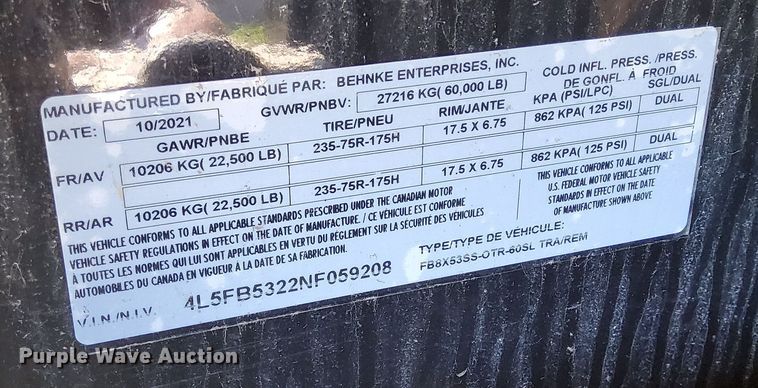 MANUFACTURED BY/FABRIQUÉ PAR: BEHNKE ENTERPRISES, INC.
DATE: 10/2021 GVWR/PNBV: 27216 KG( 60,000 LB) COLD INFL. PRESS. /PRESS. DE GONFL. À FROID
GAWR/PNBE TIRE/PNEU RIM/JANTE KPA (PSI/LPC) SGL/DUAL
FR/AV 10206 KG( 22,500 LB) 235-75R-175H 17.5 X 6.75 862 KPA( 125 PSI) DUAL
RR/AR 10206 KG( 22,500 LB) 235-75R-175H 17.5 X 6.75 862 KPA( 125 PSI) DUAL
THIS VEHICLE CONFORMS TO ALL APPLICABLE STANDARDS PRESCRIBED UNDER THE CANADIAN MOTOR
VEHICLE SAFETY REGULATIONS IN EFFECT ON THE DATE OF MANUFACTURE. / CE VÉHICULE EST CONFORME
À TOUTES LES NORMES QUI LUI SONT APPLICABLES EN VERTU DU RÈGLEMENT SUR LA SÉCURITÉ DES VÉHICULES
AUTOMOBILES DU CANADA EN VIGUEUR À LA DATE DE SA FABRICATION.
THIS VEHICLE CONFORMS TO ALL APPLICABLE
U.S. FEDERAL MOTOR VEHICLE SAFETY
STANDARDS IN EFFECT ON THE DATE
OF MANUFACTURE SHOWN ABOVE
V.I.N./N.I.V. 4L5FB5322NF059208
TYPE/TYPE DE VÉHICULE:
FB8X53SS-OTR-60SL TRA/REM
Purple Wave Auction